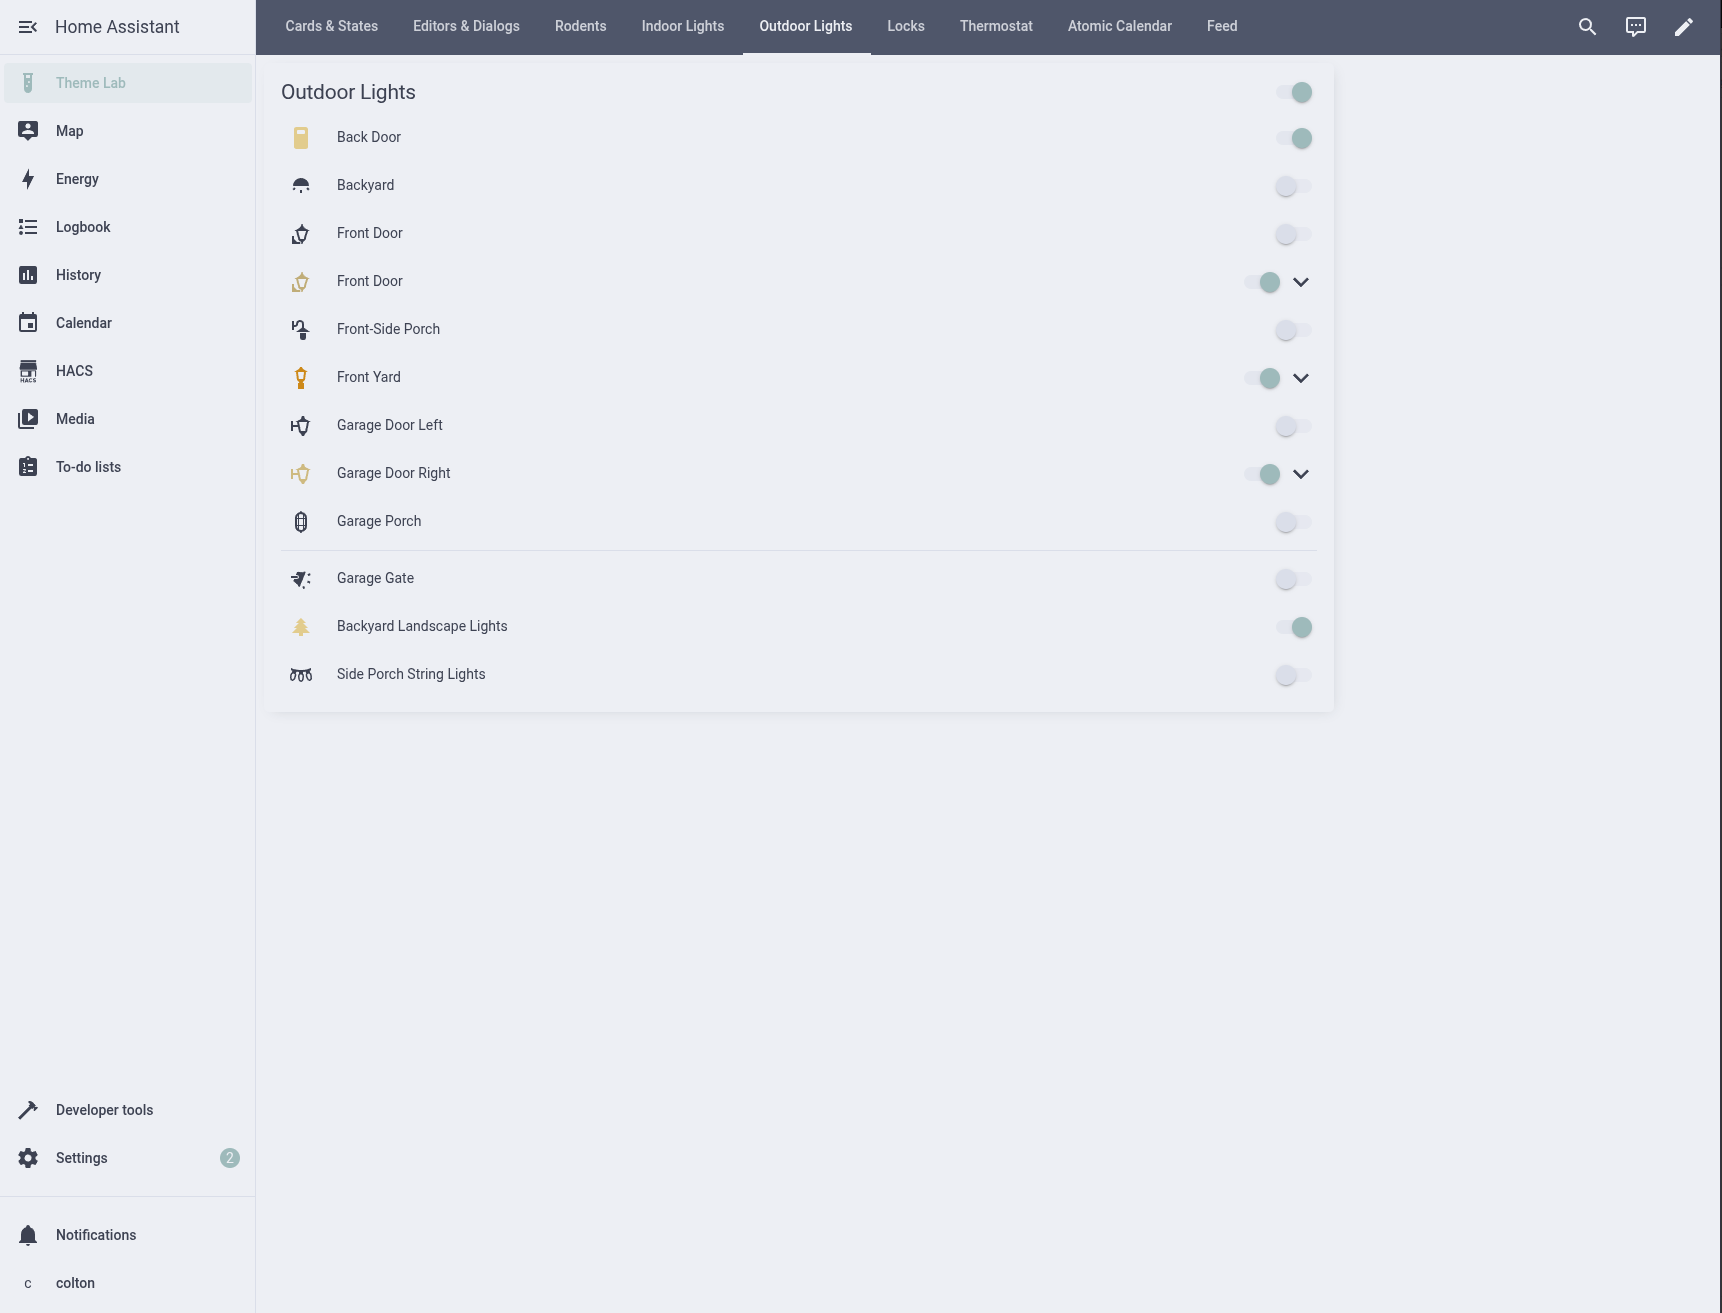 Home Assistant
Cards & States
Editors & Dialogs
Rodents
Indoor Lights
Outdoor Lights
Locks
Thermostat
Atomic Calendar
Feed
Theme Lab
Map
Energy
Logbook
History
Calendar
HACS
HACS
Media
To-do lists
Developer tools
Settings
2
Notifications
c
colton
Outdoor Lights
Back Door
Backyard
Front Door
Front Door
Front-Side Porch
Front Yard
Garage Door Left
Garage Door Right
Garage Porch
Garage Gate
Backyard Landscape Lights
Side Porch String Lights